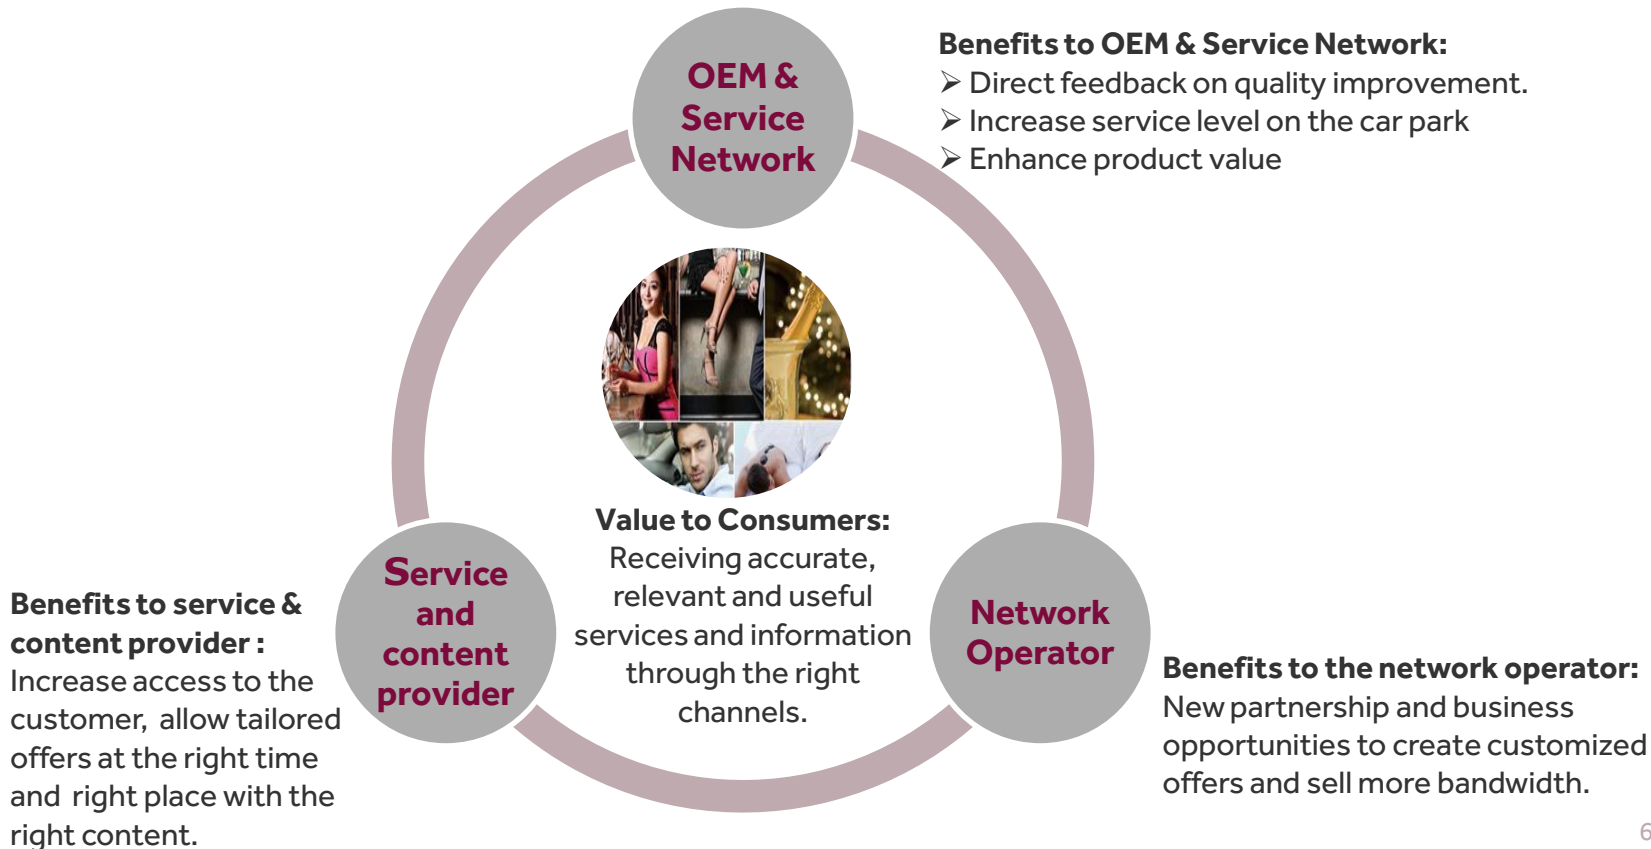 OEM &
Service
Network
Benefits to OEM & Service Network:
➢ Direct feedback on quality improvement.
➢ Increase service level on the car park
➢ Enhance product value
Value to Consumers:
Receiving accurate,
relevant and useful
services and information
through the right
channels.
Service
and
content
provider
Benefits to service &
content provider :
Increase access to the
customer, allow tailored
offers at the right time
and right place with the
right content.
Network
Operator
Benefits to the network operator:
New partnership and business
opportunities to create customized
offers and sell more bandwidth.
6